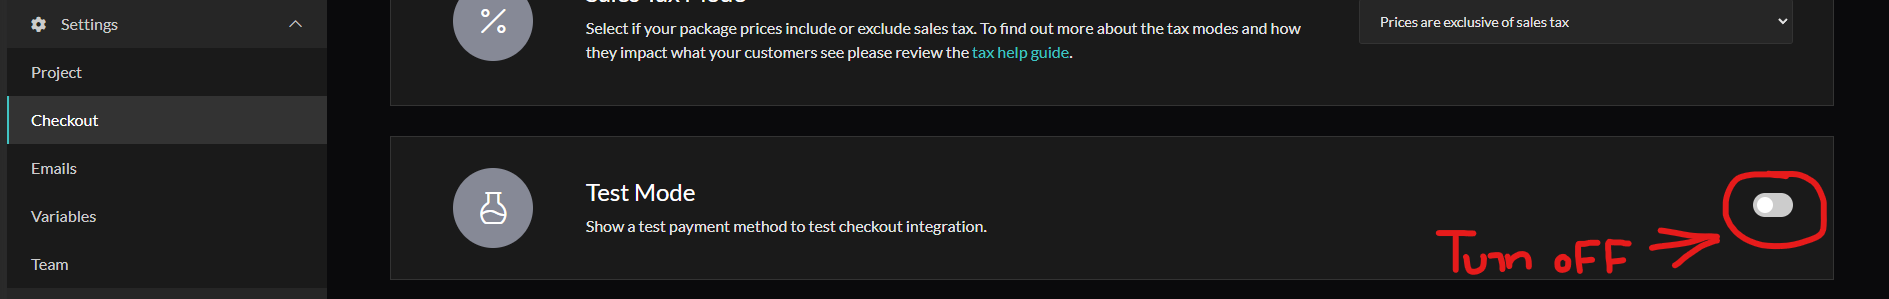 Settings
Project
Checkout
Emails
Variables
Team
Select if your package prices include or exclude sales tax. To find out more about the tax modes and how
they impact what your customers see please review the tax help guide.
Prices are exclusive of sales tax
Test Mode
Show a test payment method to test checkout integration.
Turn oFF